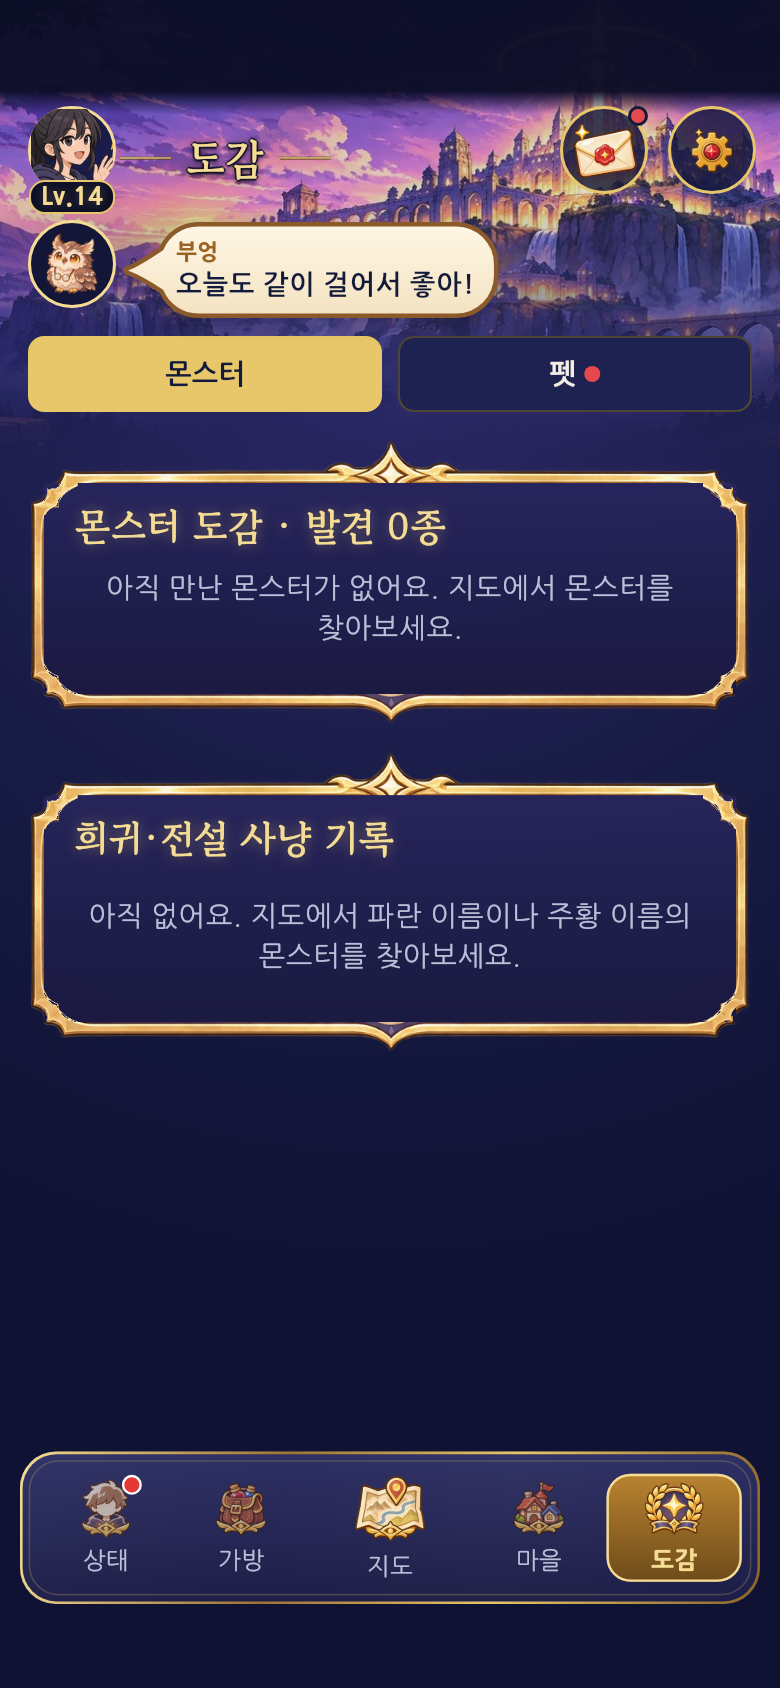 도감
Lv.14
부엉
오늘도 같이 걸어서 좋아!
몬스터
펫
몬스터 도감 · 발견 0종
아직 만난 몬스터가 없어요. 지도에서 몬스터를
찾아보세요.
희귀·전설 사냥 기록
아직 없어요. 지도에서 파란 이름이나 주황 이름의
몬스터를 찾아보세요.
상태
가방
지도
마을
도감